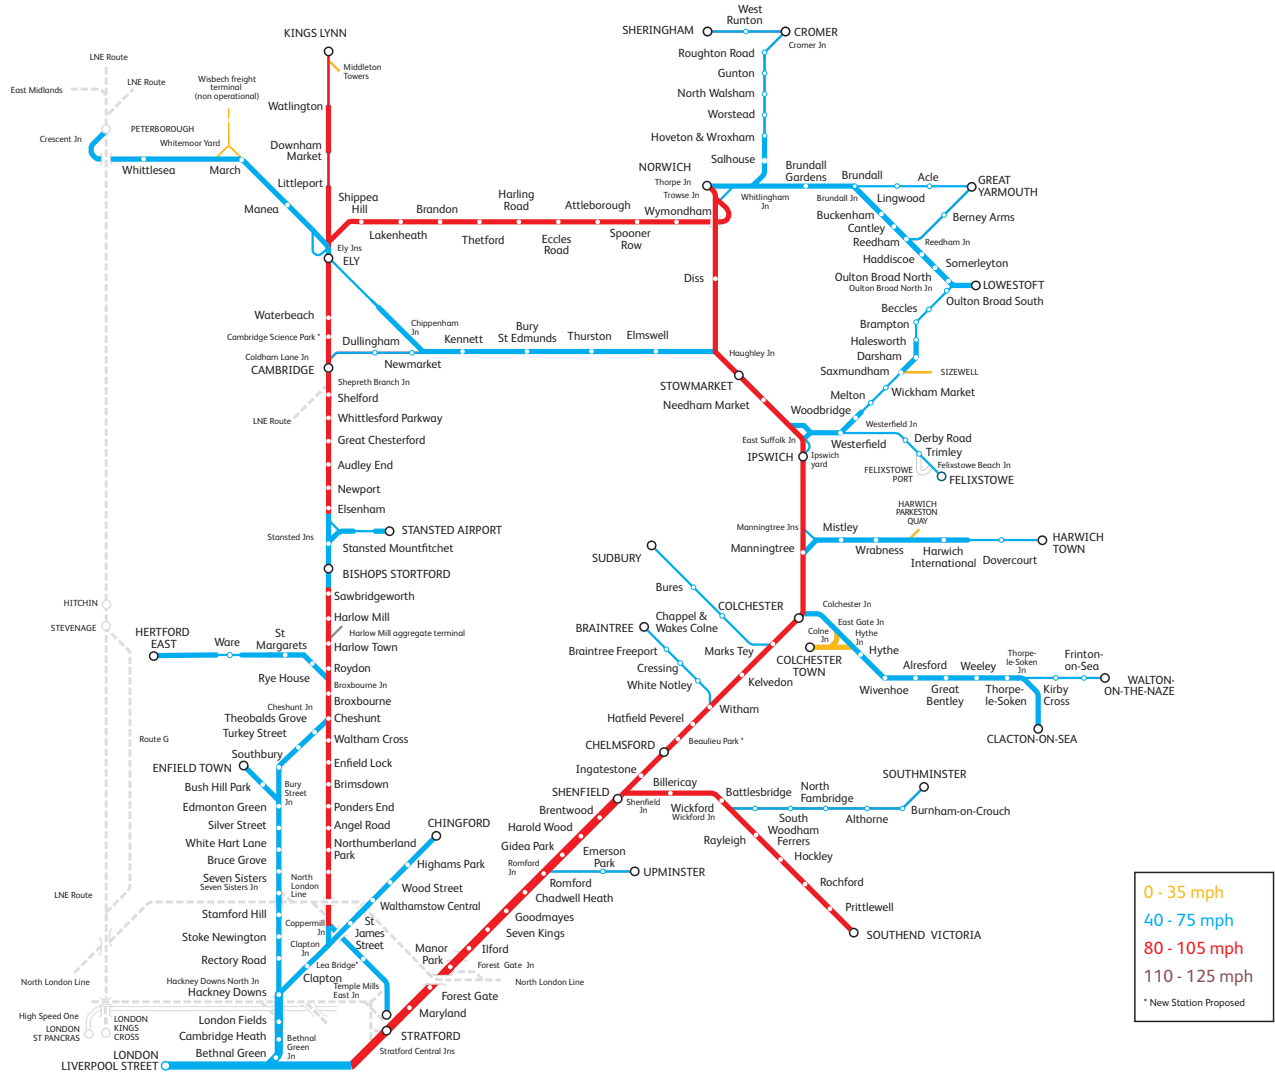 KINGS LYNN
Middleton
Towers
LNE Route
LNE Route
East Midlands
Wisbech freight
terminal
(non operational)
Crescent Jn
PETERBOROUGH
Whitemoor Yard
Whittlesea
March
Manea
Watlington
Downham
Market
Littleport
Ely Jns
ELY
Shippea
Hill
Lakenheath
Brandon
Thetford
Harling
Road
Eccles
Road
Attleborough
Spooner
Row
Wymondham
SHERINGHAM
West
Runton
CROMER
Cromer Jn
Roughton Road
Gunton
North Walsham
Worstead
Hoveton & Wroxham
Salhouse
NORWICH
Thorpe Jn
Trowse Jn
Whitlingham
Jn
Brundall
Gardens
Brundall
Brundall Jn
Acle
Lingwood
GREAT
YARMOUTH
Berney Arms
Buckenham
Cantley
Reedham
Reedham Jn
Haddiscoe
Somerleyton
Oulton Broad North
Oulton Broad North Jn
LOWESTOFT
Oulton Broad South
Beccles
Brampton
Halesworth
Darsham
Saxmundham
SIZEWELL
Wickham Market
Melton
Woodbridge
Westerfield Jn
Westerfield
Derby Road
Trimley
Felixstowe Beach Jn
FELIXSTOWE
PORT
FELIXSTOWE
Diss
Haughley Jn
STOWMARKET
Needham Market
East Suffolk Jn
IPSWICH
Ipswich
yard
Waterbeach
Cambridge Science Park *
Coldham Lane Jn
CAMBRIDGE
Dullingham
Newmarket
Chippenham
Jn
Kennett
Bury
St Edmunds
Thurston
Elmswell
Shepreth Branch Jn
LNE Route
Shelford
Whittlesford Parkway
Great Chesterford
Audley End
Newport
Elsenham
Stansted Jns
STANSTED AIRPORT
Stansted Mountfitchet
BISHOPS STORTFORD
Sawbridgeworth
Harlow Mill
Harlow Mill aggregate terminal
Harlow Town
Roydon
Broxbourne Jn
Broxbourne
HERTFORD
EAST
Ware
St
Margarets
Rye House
HITCHIN
STEVENAGE
Route G
Cheshunt Jn
Cheshunt
Theobalds Grove
Turkey Street
Southbury
ENFIELD TOWN
Bush Hill Park
Bury
Street
Jn
Edmonton Green
Silver Street
White Hart Lane
Bruce Grove
Seven Sisters
Seven Sisters Jn
North
London
Line
Stamford Hill
Stoke Newington
Rectory Road
Hackney Downs North Jn
Hackney Downs
London Fields
Cambridge Heath
Bethnal Green
Bethnal
Green
Jn
LONDON
LIVERPOOL STREET
LNE Route
North London Line
High Speed One
LONDON
ST PANCRAS
LONDON
KINGS
CROSS
Waltham Cross
Enfield Lock
Brimsdown
Ponders End
Angel Road
Northumberland
Park
Coppermill
Jn
Clapton
Jn
Lea Bridge*
Clapton
St
James
Street
Temple Mills
East Jn
CHINGFORD
Highams Park
Wood Street
Walthamstow Central
STRATFORD
Stratford Central Jns
Maryland
Forest Gate
Forest Gate Jn
North London Line
Manor
Park
Ilford
Seven Kings
Goodmayes
Chadwell Heath
Romford
Romford
Jn
Emerson
Park
UPMINSTER
Gidea Park
Harold Wood
Brentwood
SHENFIELD
Shenfield
Jn
Ingatestone
CHELMSFORD
Beaulieu Park *
Hatfield Peverel
Witham
White Notley
Cressing
Braintree Freeport
BRAINTREE
Kelvedon
Marks Tey
Chappel &
Wakes Colne
Bures
SUDBURY
COLCHESTER
Colchester Jn
East Gate Jn
Colne
Jn
Hythe
Jn
Hythe
COLCHESTER
TOWN
Wivenhoe
Alresford
Great
Bentley
Weeley
Thorpe-
le-Soken
Thorpe-
le-Soken
Jn
Kirby
Cross
Frinton-
on-Sea
WALTON-
ON-THE-NAZE
CLACTON-ON-SEA
Manningtree Jns
Manningtree
Mistley
Wrabness
HARWICH
PARKESTON
QUAY
Harwich
International
Dovercourt
HARWICH
TOWN
Billericay
Wickford
Wickford Jn
Battlesbridge
South
Woodham
Ferrers
North
Fambridge
Althorne
Burnham-on-Crouch
SOUTHMINSTER
Rayleigh
Hockley
Rochford
Prittlewell
SOUTHEND VICTORIA
0 - 35 mph
40 - 75 mph
80 - 105 mph
110 - 125 mph
* New Station Proposed